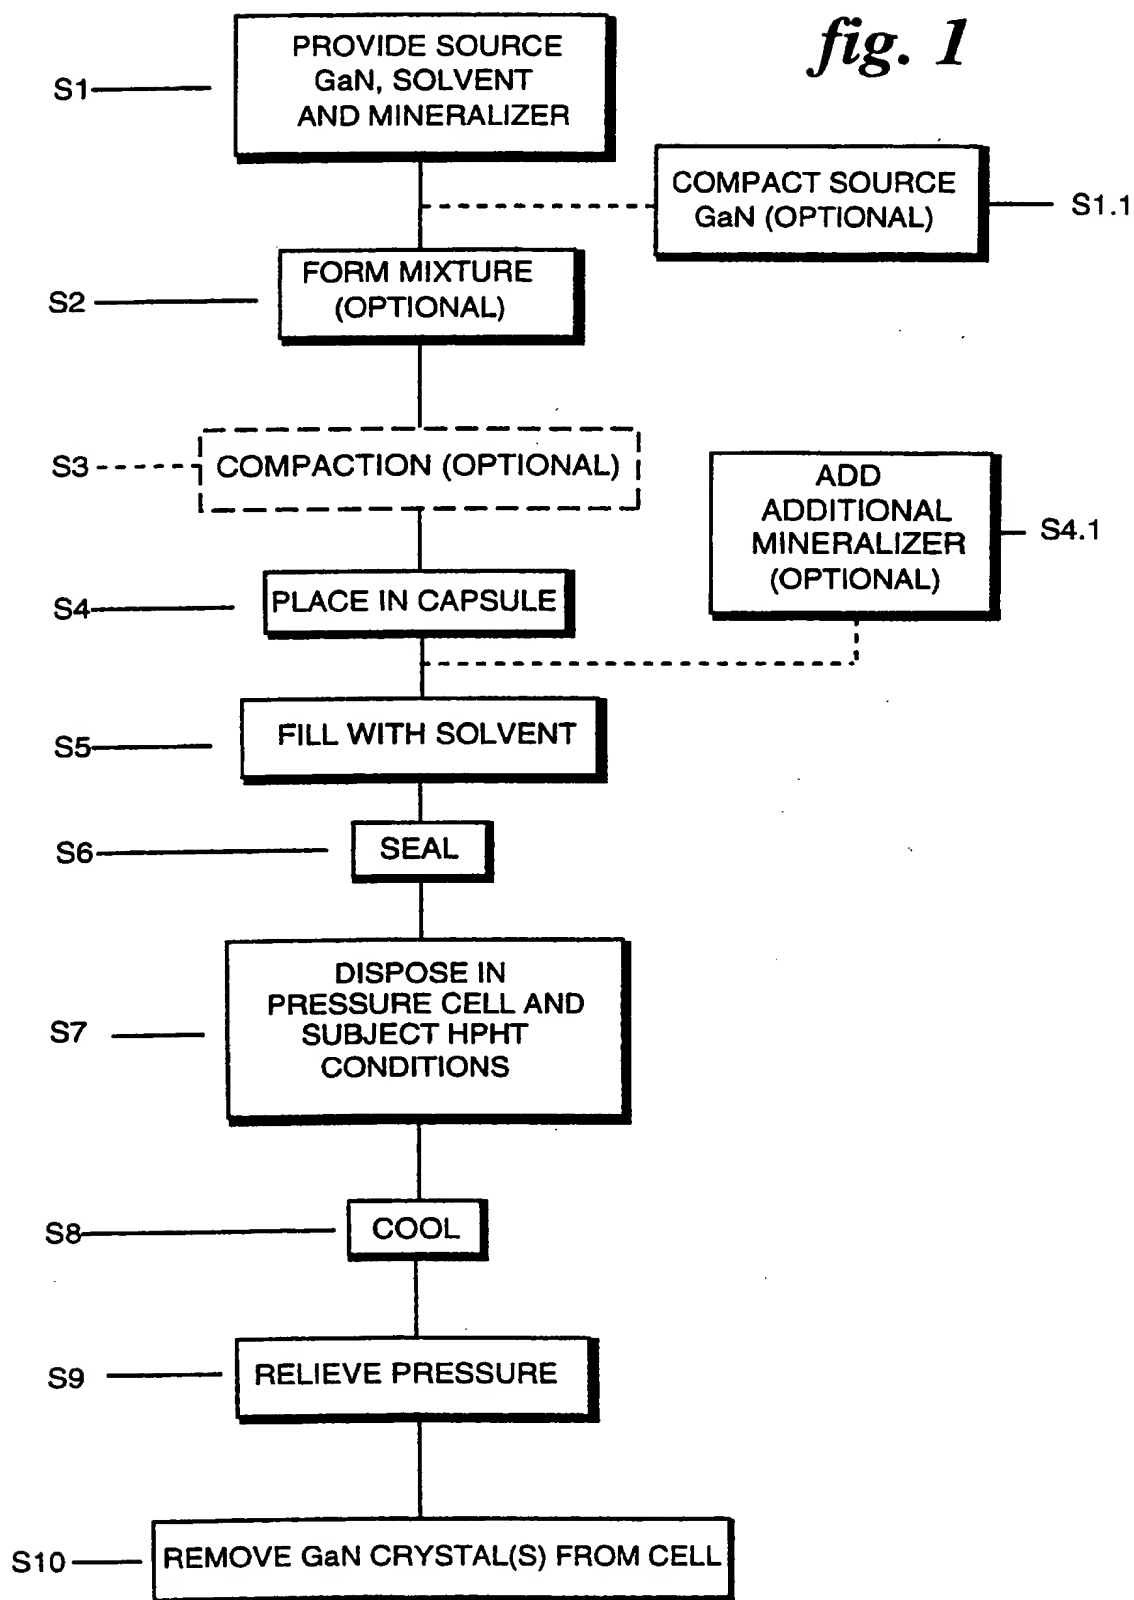 fig. 1
S1
PROVIDE SOURCE
GaN, SOLVENT
AND MINERALIZER
COMPACT SOURCE
GaN (OPTIONAL)
S1.1
S2
FORM MIXTURE
(OPTIONAL)
S3
COMPACTION (OPTIONAL)
ADD
ADDITIONAL
MINERALIZER
(OPTIONAL)
S4.1
S4
PLACE IN CAPSULE
S5
FILL WITH SOLVENT
S6
SEAL
S7
DISPOSE IN
PRESSURE CELL AND
SUBJECT HPHT
CONDITIONS
S8
COOL
S9
RELIEVE PRESSURE
S10
REMOVE GaN CRYSTAL(S) FROM CELL